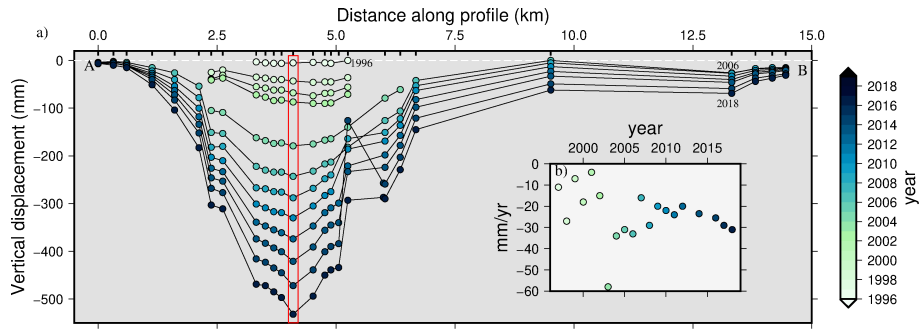 Distance along profile (km)
a)
0.0 2.5 5.0 7.5 10.0 12.5 15.0
Vertical displacement (mm)
0
−100
−200
−300
−400
−500
A
1996
2006
B
2018
year
2000 2005 2010 2015
b)
mm/yr
0
−10
−20
−30
−40
−50
−60
2018
2016
2014
2012
2010
2008
2006
2004
2002
2000
1998
1996
year